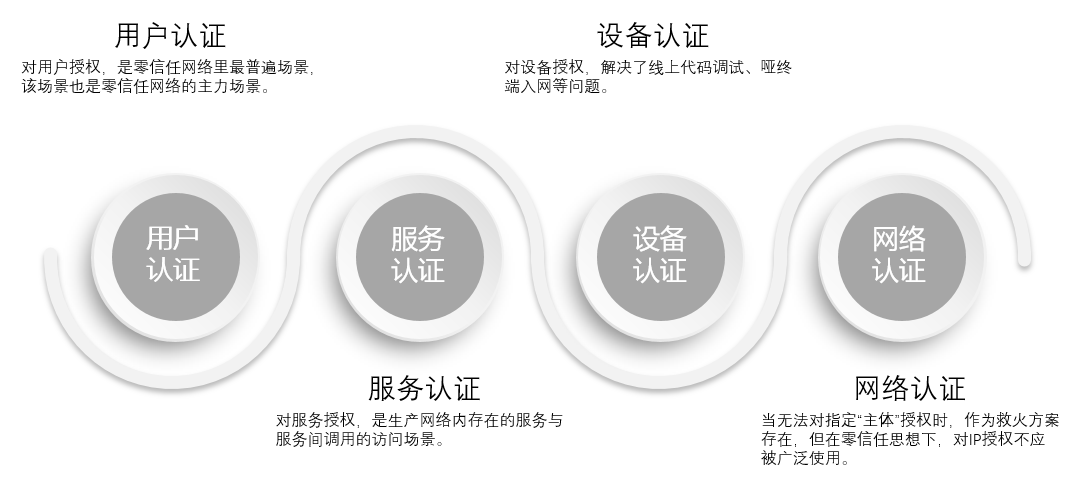 用户认证
对用户授权，是零信任网络里最普遍场景，
该场景也是零信任网络的主力场景。
设备认证
对设备授权，解决了线上代码调试、哑终
端入网等问题。
用户
认证
服务
认证
设备
认证
网络
认证
服务认证
对服务授权，是生产网络内存在的服务与
服务间调用的访问场景。
网络认证
当无法对指定“主体”授权时，作为救火方案
存在，但在零信任思想下，对IP授权不应
被广泛使用。